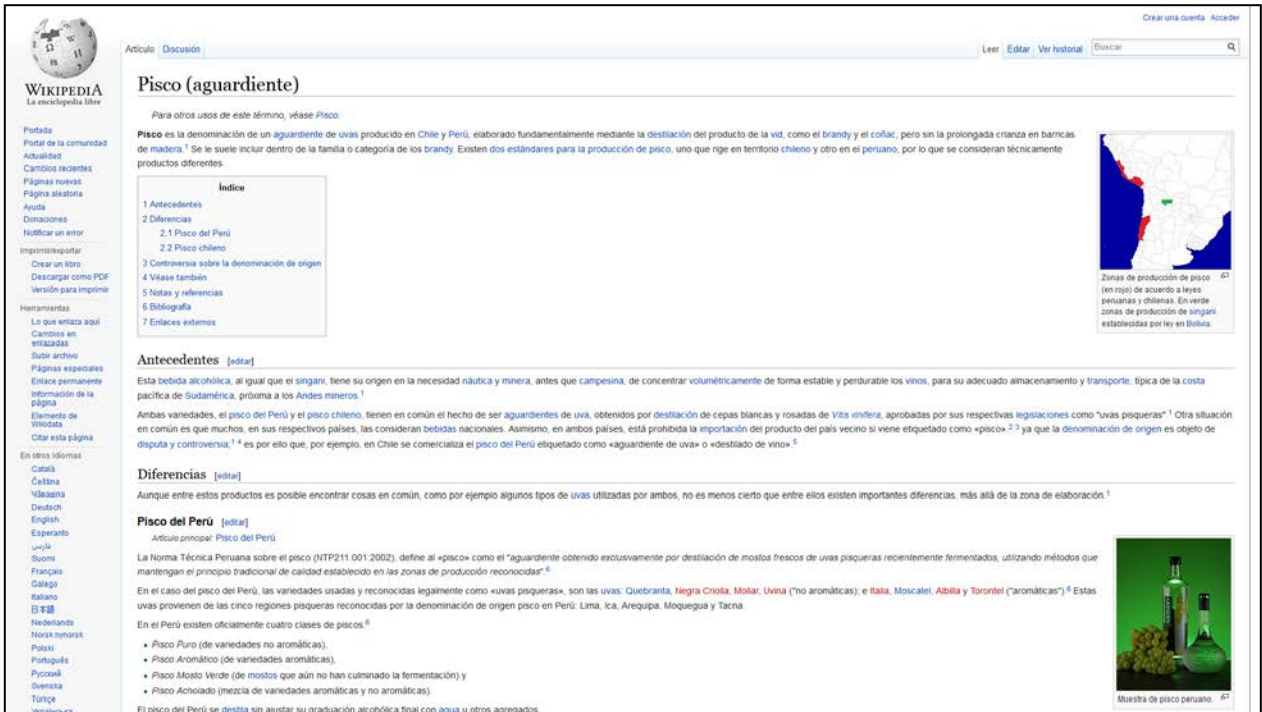 Crear una cuenta Acceder
Artículo Discusión
Leer Editar Ver historial Buscar
WIKIPEDIA
La enciclopedia libre
Portada
Portal de la comunidad
Actualidad
Cambios recientes
Páginas nuevas
Página aleatoria
Ayuda
Donaciones
Notificar un error
Imprimir/exportar
Crear un libro
Descargar como PDF
Versión para imprimir
Herramientas
Lo que enlaza aquí
Cambios en
enlazadas
Subir archivo
Páginas especiales
Enlace permanente
Información de la
página
Elemento de
Wikidata
Citar esta página
En otros idiomas
Català
Čeština
Чӑвашла
Deutsch
English
Esperanto
فارسی
Suomi
Français
Galego
Italiano
日本語
Nederlands
Norsk nynorsk
Polski
Português
Русский
Svenska
Türkçe
Українська
Pisco (aguardiente)
Para otros usos de este término, véase Pisco.
Pisco es la denominación de un aguardiente de uvas producido en Chile y Perú, elaborado fundamentalmente mediante la destilación del producto de la vid, como el brandy y el coñac, pero sin la prolongada crianza en barricas
de madera.1 Se le suele incluir dentro de la familia o categoría de los brandy. Existen dos estándares para la producción de pisco, uno que rige en territorio chileno y otro en el peruano, por lo que se consideran técnicamente
productos diferentes.
Índice
1 Antecedentes
2 Diferencias
2.1 Pisco del Perú
2.2 Pisco chileno
3 Controversia sobre la denominación de origen
4 Véase también
5 Notas y referencias
6 Bibliografía
7 Enlaces externos
Zonas de producción de pisco
(en rojo) de acuerdo a leyes
peruanas y chilenas. En verde
zonas de producción de singani
establecidas por ley en Bolivia.
Antecedentes [editar]
Esta bebida alcohólica, al igual que el singani, tiene su origen en la necesidad náutica y minera, antes que campesina, de concentrar volumétricamente de forma estable y perdurable los vinos, para su adecuado almacenamiento y transporte, típica de la costa
pacífica de Sudamérica, próxima a los Andes mineros.1
Ambas variedades, el pisco del Perú y el pisco chileno, tienen en común el hecho de ser aguardientes de uva, obtenidos por destilación de cepas blancas y rosadas de Vitis vinifera, aprobadas por sus respectivas legislaciones como "uvas pisqueras" 1 Otra situación
en común es que muchos, en sus respectivos países, las consideran bebidas nacionales. Asimismo, en ambos países, está prohibida la importación del producto del país vecino si viene etiquetado como «pisco» 2 3 ya que la denominación de origen es objeto de
disputa y controversia;1 4 es por ello que, por ejemplo, en Chile se comercializa el pisco del Perú etiquetado como «aguardiente de uva» o «destilado de vino».5
Diferencias [editar]
Aunque entre estos productos es posible encontrar cosas en común, como por ejemplo algunos tipos de uvas utilizadas por ambos, no es menos cierto que entre ellos existen importantes diferencias, más allá de la zona de elaboración.1
Pisco del Perú [editar]
Artículo principal: Pisco del Perú
La Norma Técnica Peruana sobre el pisco (NTP211.001:2002), define al «pisco» como el "aguardiente obtenido exclusivamente por destilación de mostos frescos de uvas pisqueras recientemente fermentados, utilizando métodos que
mantengan el principio tradicional de calidad establecido en las zonas de producción reconocidas".6
En el caso del pisco del Perú, las variedades usadas y reconocidas legalmente como «uvas pisqueras», son las uvas: Quebranta, Negra Criolla, Mollar, Uvina ("no aromáticas); e Italia, Moscatel, Albilla y Torontel ("aromáticas").6 Estas
uvas provienen de las cinco regiones pisqueras reconocidas por la denominación de origen pisco en Perú: Lima, Ica, Arequipa, Moquegua y Tacna.
En el Perú existen oficialmente cuatro clases de piscos:6
• Pisco Puro (de variedades no aromáticas),
• Pisco Aromático (de variedades aromáticas),
• Pisco Mosto Verde (de mostos que aún no han culminado la fermentación) y
• Pisco Acholado (mezcla de variedades aromáticas y no aromáticas).
El pisco del Perú se destila sin ajustar su graduación alcohólica final con agua u otros agregados.
Muestra de pisco peruano.